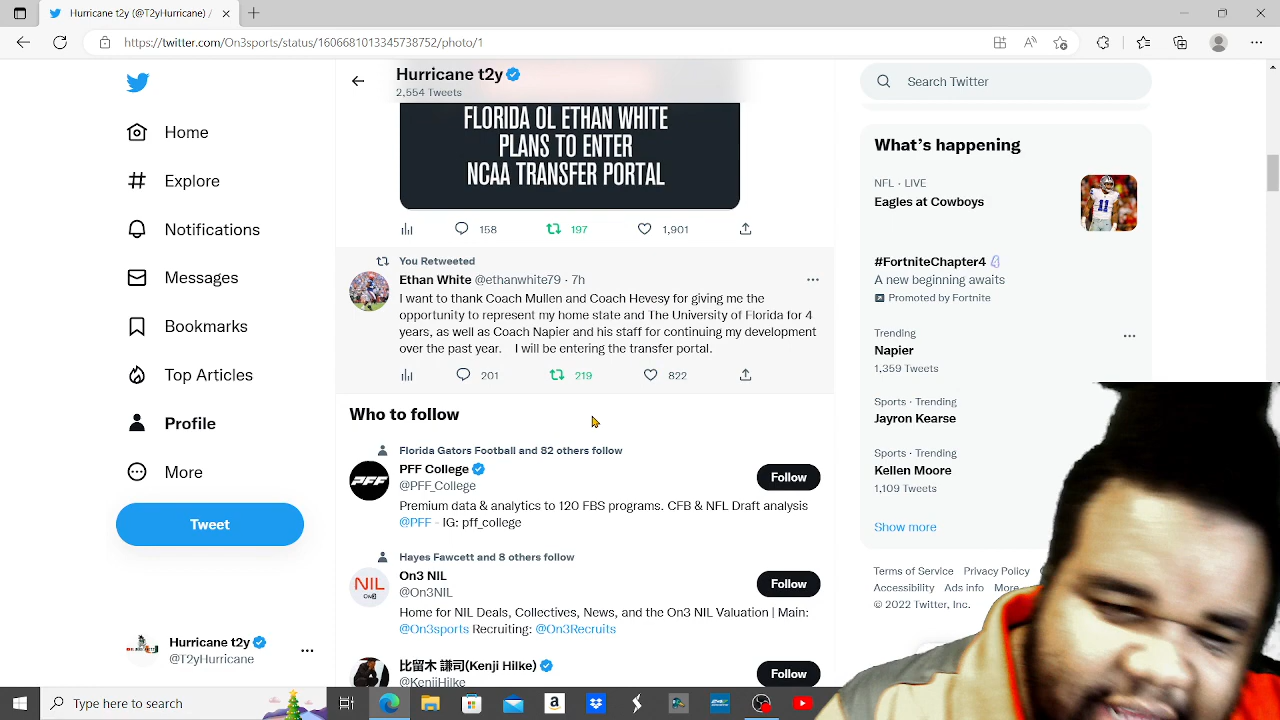 Hurricane t2y (@T2yHurricane) /
https://twitter.com/On3sports/status/1606681013345738752/photo/1
Home
Explore
Notifications
Messages
Bookmarks
Top Articles
Profile
More
Tweet
Hurricane t2y
@T2yHurricane
Hurricane t2y
2,554 Tweets
FLORIDA OL ETHAN WHITE
PLANS TO ENTER
NCAA TRANSFER PORTAL
158 197 1,901
You Retweeted
Ethan White @ethanwhite79 · 7h
I want to thank Coach Mullen and Coach Hevesy for giving me the
opportunity to represent my home state and The University of Florida for 4
years, as well as Coach Napier and his staff for continuing my development
over the past year. I will be entering the transfer portal.
201 219 822
Who to follow
Florida Gators Football and 82 others follow
PFF College
@PFF_College
Follow
Premium data & analytics to 120 FBS programs. CFB & NFL Draft analysis
@PFF - IG: pff_college
PFF
Hayes Fawcett and 8 others follow
On3 NIL
@On3NIL
Follow
NIL
On3
Home for NIL Deals, Collectives, News, and the On3 NIL Valuation | Main:
@On3sports Recruiting: @On3Recruits
比留木 謙司(Kenji Hilke)
@KenjiHilke
Follow
Search Twitter
What's happening
NFL · LIVE
Eagles at Cowboys
#FortniteChapter4
A new beginning awaits
Promoted by Fortnite
Trending
Napier
1,359 Tweets
Sports · Trending
Jayron Kearse
Sports · Trending
Kellen Moore
1,109 Tweets
Show more
Terms of Service Privacy Policy
Accessibility Ads info More
© 2022 Twitter, Inc.
Type here to search